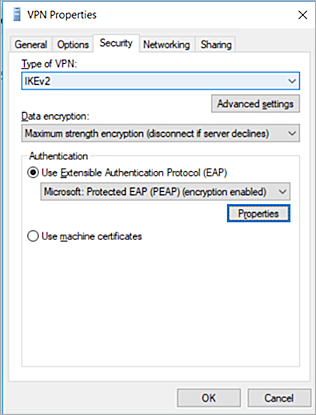 VPN Properties
General
Options
Security
Networking
Sharing
Type of VPN:
IKEv2
Advanced settings
Data encryption:
Maximum strength encryption (disconnect if server declines)
Authentication
Use Extensible Authentication Protocol (EAP)
Microsoft: Protected EAP (PEAP) (encryption enabled)
Properties
Use machine certificates
OK
Cancel